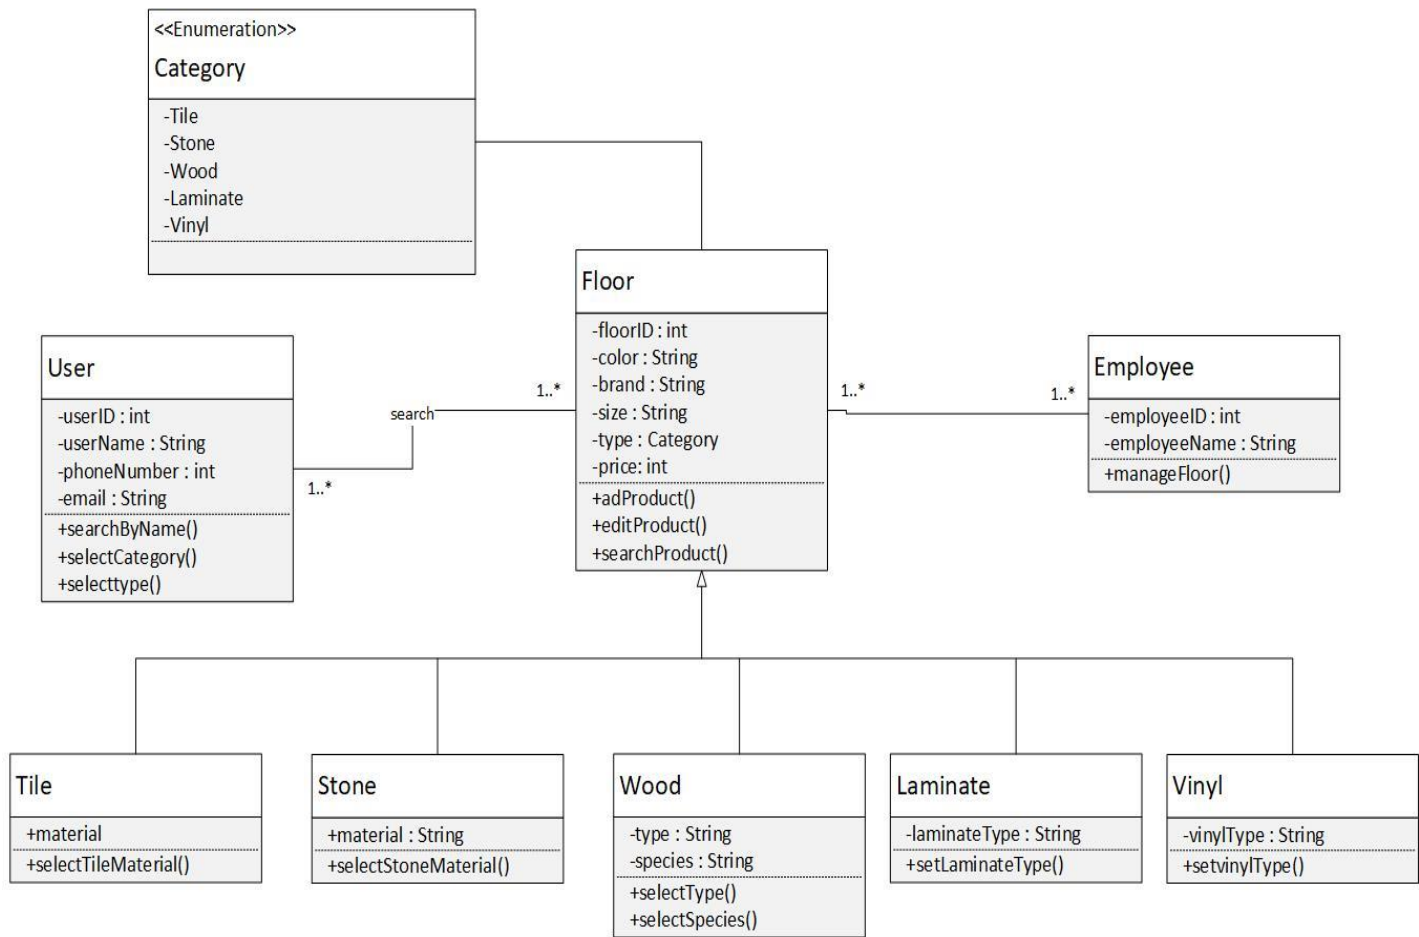 <<Enumeration>>
Category
-Tile
-Stone
-Wood
-Laminate
-Vinyl
Floor
-floorID : int
-color : String
-brand : String
-size : String
-type : Category
-price: int
+adProduct()
+editProduct()
+searchProduct()
User
-userID : int
-userName : String
-phoneNumber : int
-email : String
+searchByName()
+selectCategory()
+selecttype()
search
1..*
1..*
1..*
1..*
Employee
-employeeID : int
-employeeName : String
+manageFloor()
Tile
+material
+selectTileMaterial()
Stone
+material : String
+selectStoneMaterial()
Wood
-type : String
-species : String
+selectType()
+selectSpecies()
Laminate
-laminateType : String
+setLaminateType()
Vinyl
-vinylType : String
+setvinylType()